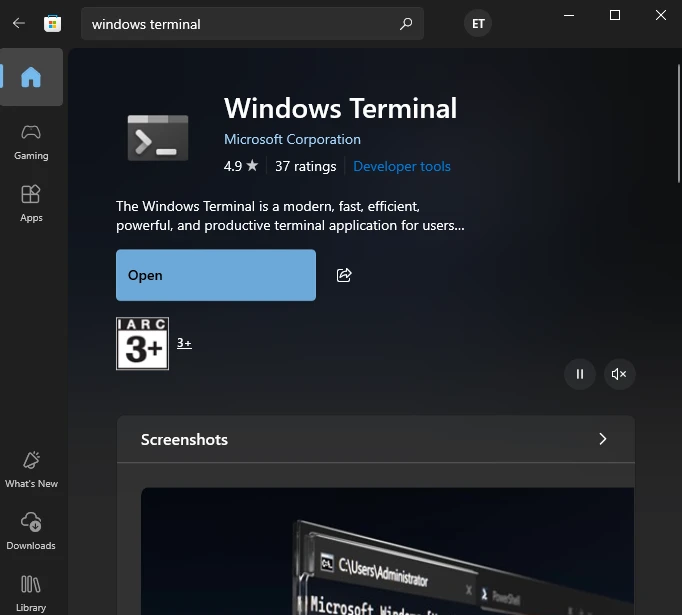 windows terminal
ET
Windows Terminal
Microsoft Corporation
4.9 ★ 37 ratings Developer tools
The Windows Terminal is a modern, fast, efficient,
powerful, and productive terminal application for users...
Open
IARC
3+
3+
Gaming
Apps
Screenshots
What's New
Downloads
Library
C:\Users\Administrator
PowerShell
Microsoft